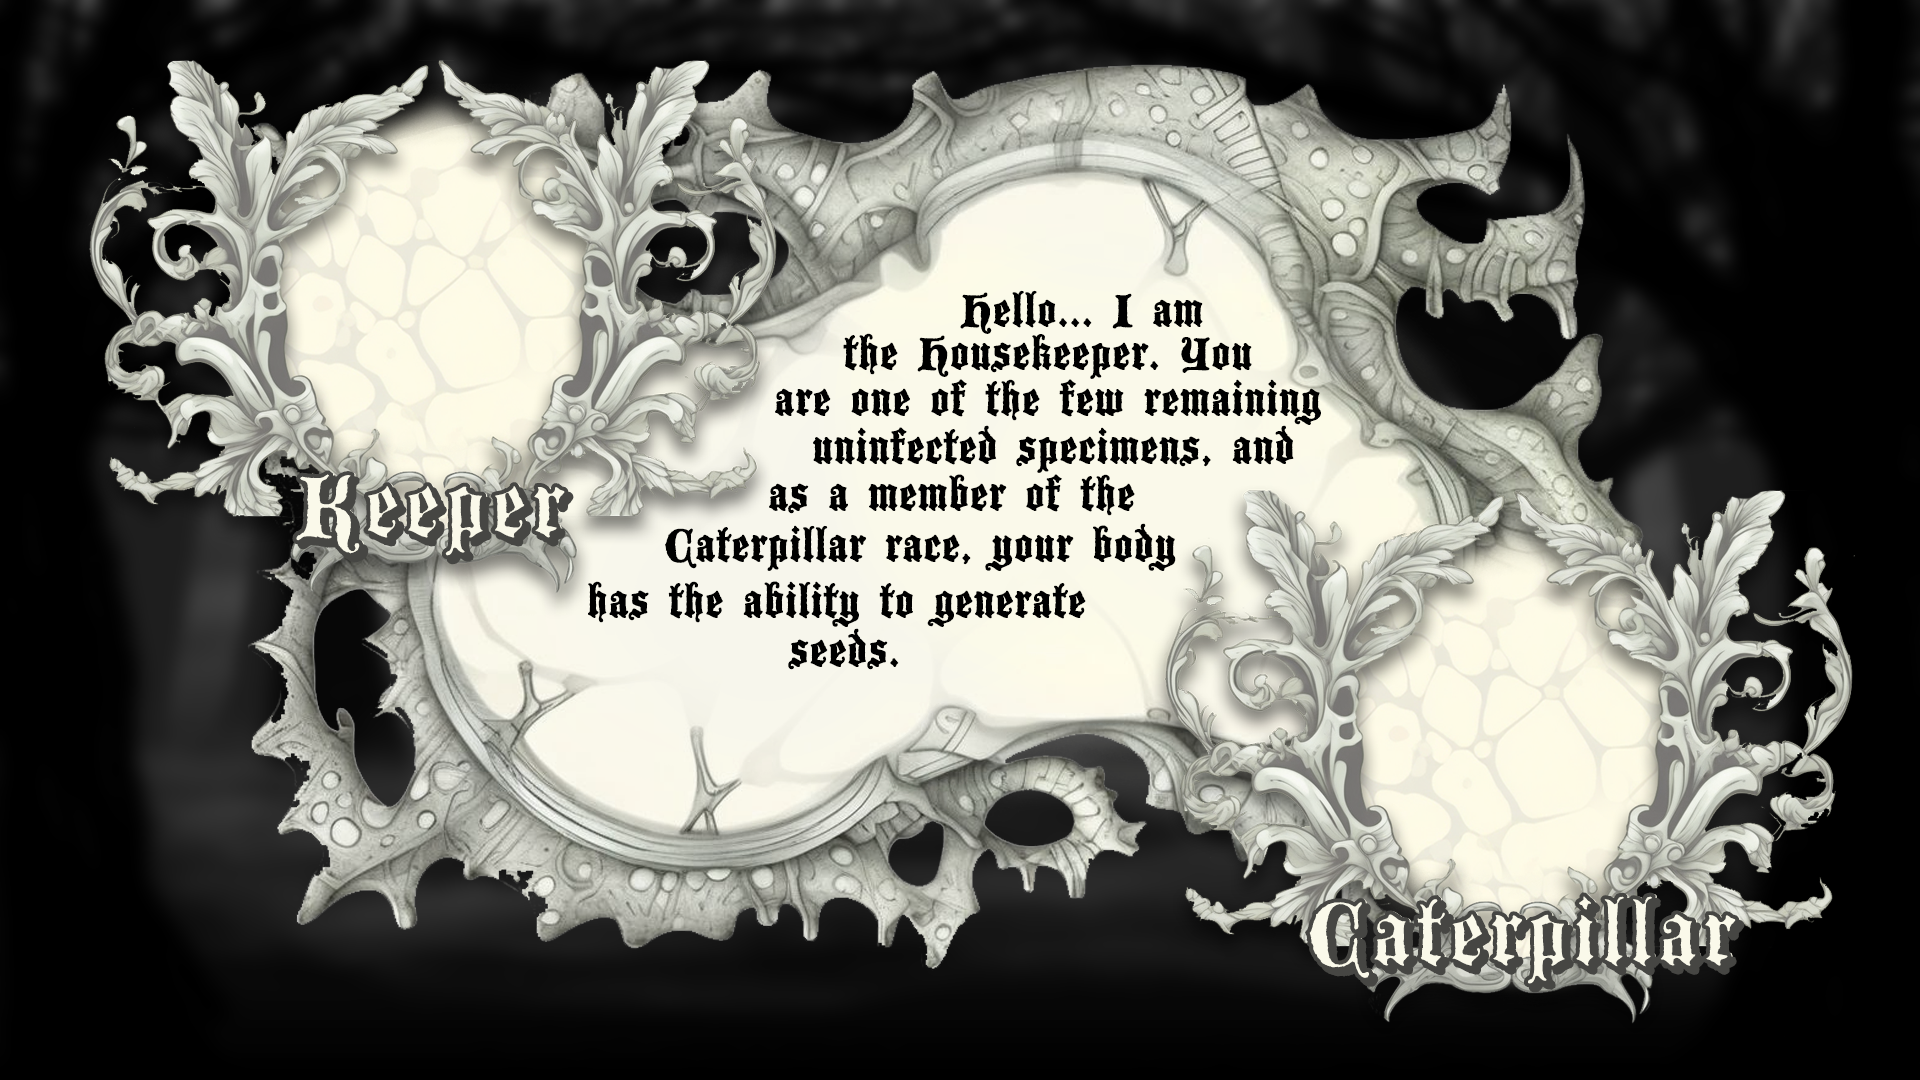 Hello... I am
the Housekeeper. You
are one of the few remaining
uninfected specimens, and
as a member of the
Caterpillar race, your body
has the ability to generate
seeds.
Keeper
Caterpillar